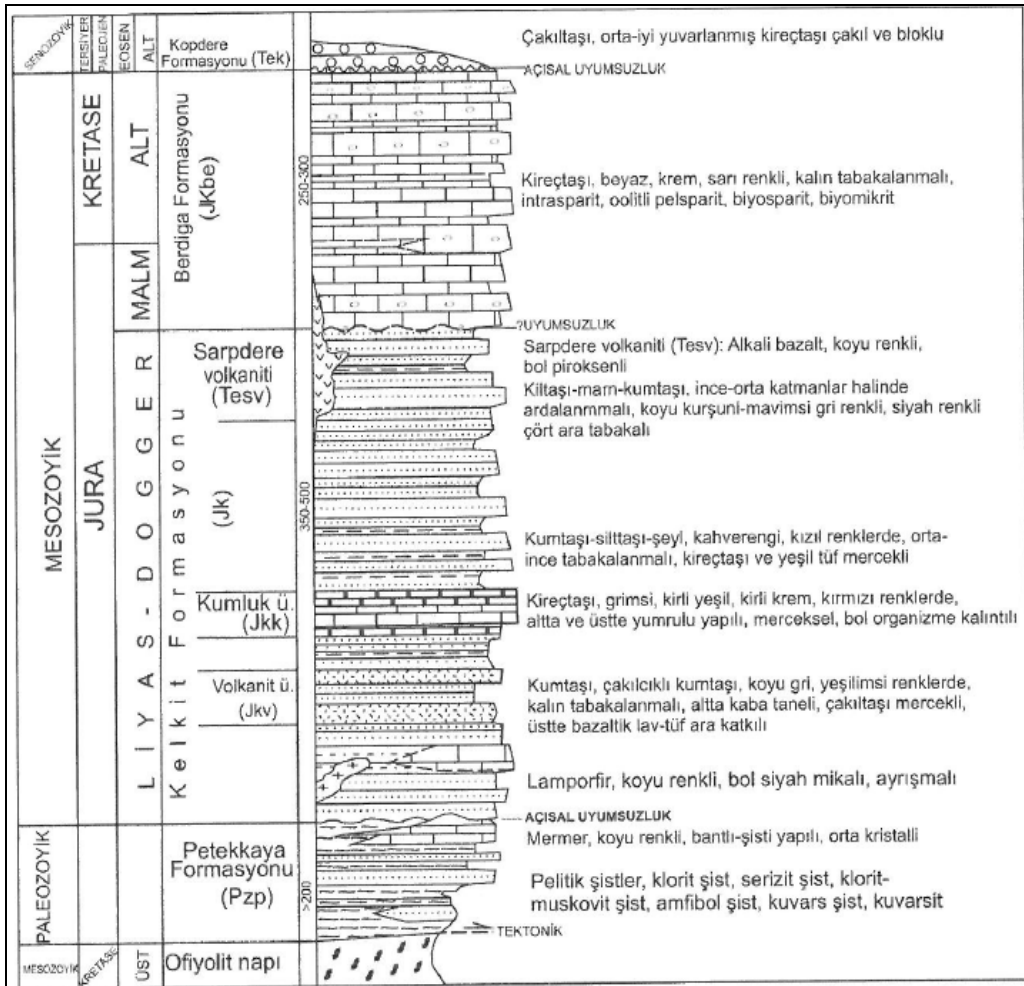 SENOZOYİK
TERSİYER
PALEOJEN
EOSEN
ALT
Kopdere
Formasyonu (Tek)
Çakıltaşı, orta-iyi yuvarlanmış kireçtaşı çakıl ve bloklu
AÇISAL UYUMSUZLUK
MESOZOYİK
KRETASE
ALT
Berdiga Formasyonu
(JKbe)
250-300
Kireçtaşı, beyaz, krem, sarı renkli, kalın tabakalanmalı,
intrasparit, oolitli pelsparit, biyosparit, biyomikrit
JURA
MALM
?UYUMSUZLUK
LİYAS-DOGGER
Kelkit Formasyonu
Sarpdere
volkaniti
(Tesv)
Sarpdere volkaniti (Tesv): Alkali bazalt, koyu renkli,
bol piroksenli
Kiltaşı-marn-kumtaşı, ince-orta katmanlar halinde
ardalanmmalı, koyu kurşuni-mavimsi gri renkli, siyah renkli
çört ara tabakalı
(Jk)
350-500
Kumtaşı-silttaşı-şeyl, kahverengi, kızıl renklerde, orta-
ince tabakalanmalı, kireçtaşı ve yeşil tüf mercekli
Kumluk ü.
(Jkk)
Kireçtaşı, grimsi, kirli yeşil, kirli krem, kırmızı renklerde,
altta ve üstte yumrulu yapılı, merceksel, bol organizme kalıntılı
Volkanit ü.
(Jkv)
Kumtaşı, çakılcıklı kumtaşı, koyu gri, yeşilimsi renklerde,
kalın tabakalanmalı, altta kaba taneli, çakıltaşı mercekli,
üstte bazaltik lav-tüf ara katkılı
Lamporfir, koyu renkli, bol siyah mikalı, ayrışmalı
AÇISAL UYUMSUZLUK
PALEOZOYİK
Petekkaya
Formasyonu
(Pzp)
>200
Mermer, koyu renkli, bantlı-şisti yapılı, orta kristalli
Pelitik şistler, klorit şist, serizit şist, klorit-
muskovit şist, amfibol şist, kuvars şist, kuvarsit
TEKTONİK
MESOZOYİK
KRETASE
ÜST
Ofiyolit napı